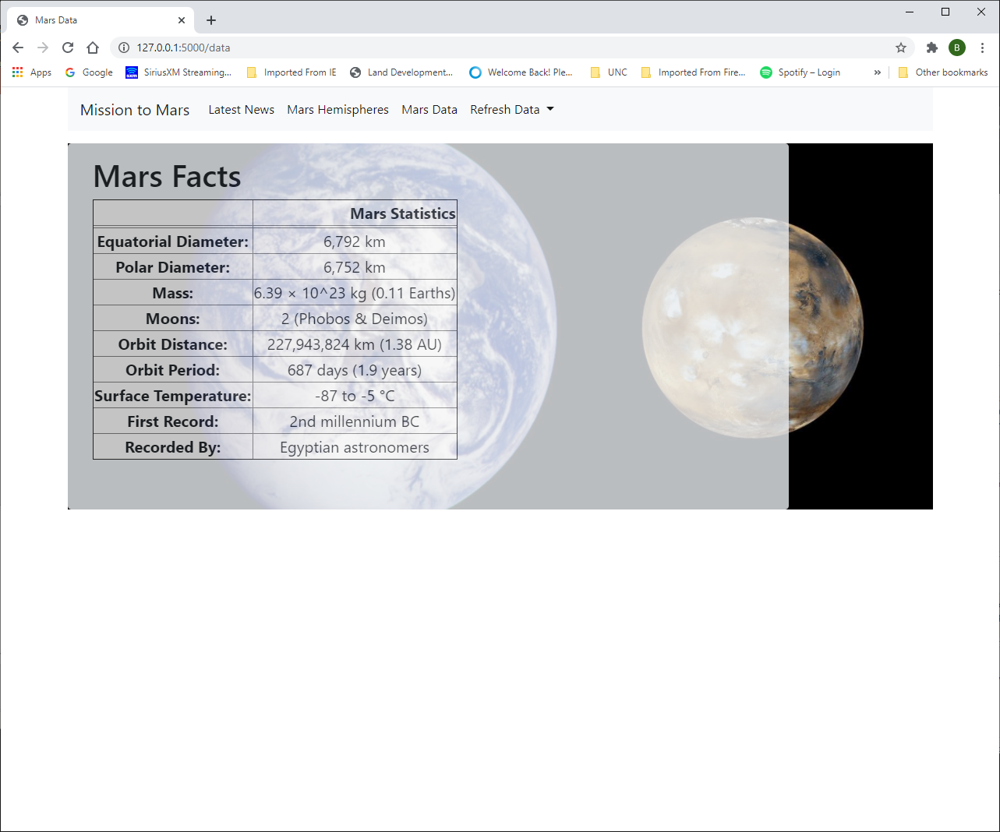 Mars Data
127.0.0.1:5000/data
B
Apps Google sxm SiriusXM Streaming... Imported From IE Land Development... Welcome Back! Ple... UNC Imported From Fire... Spotify – Login » Other bookmarks
Mission to Mars Latest News Mars Hemispheres Mars Data Refresh Data
Mars Facts
Mars Statistics
Equatorial Diameter: 6,792 km
Polar Diameter: 6,752 km
Mass: 6.39 × 10^23 kg (0.11 Earths)
Moons: 2 (Phobos & Deimos)
Orbit Distance: 227,943,824 km (1.38 AU)
Orbit Period: 687 days (1.9 years)
Surface Temperature: -87 to -5 °C
First Record: 2nd millennium BC
Recorded By: Egyptian astronomers